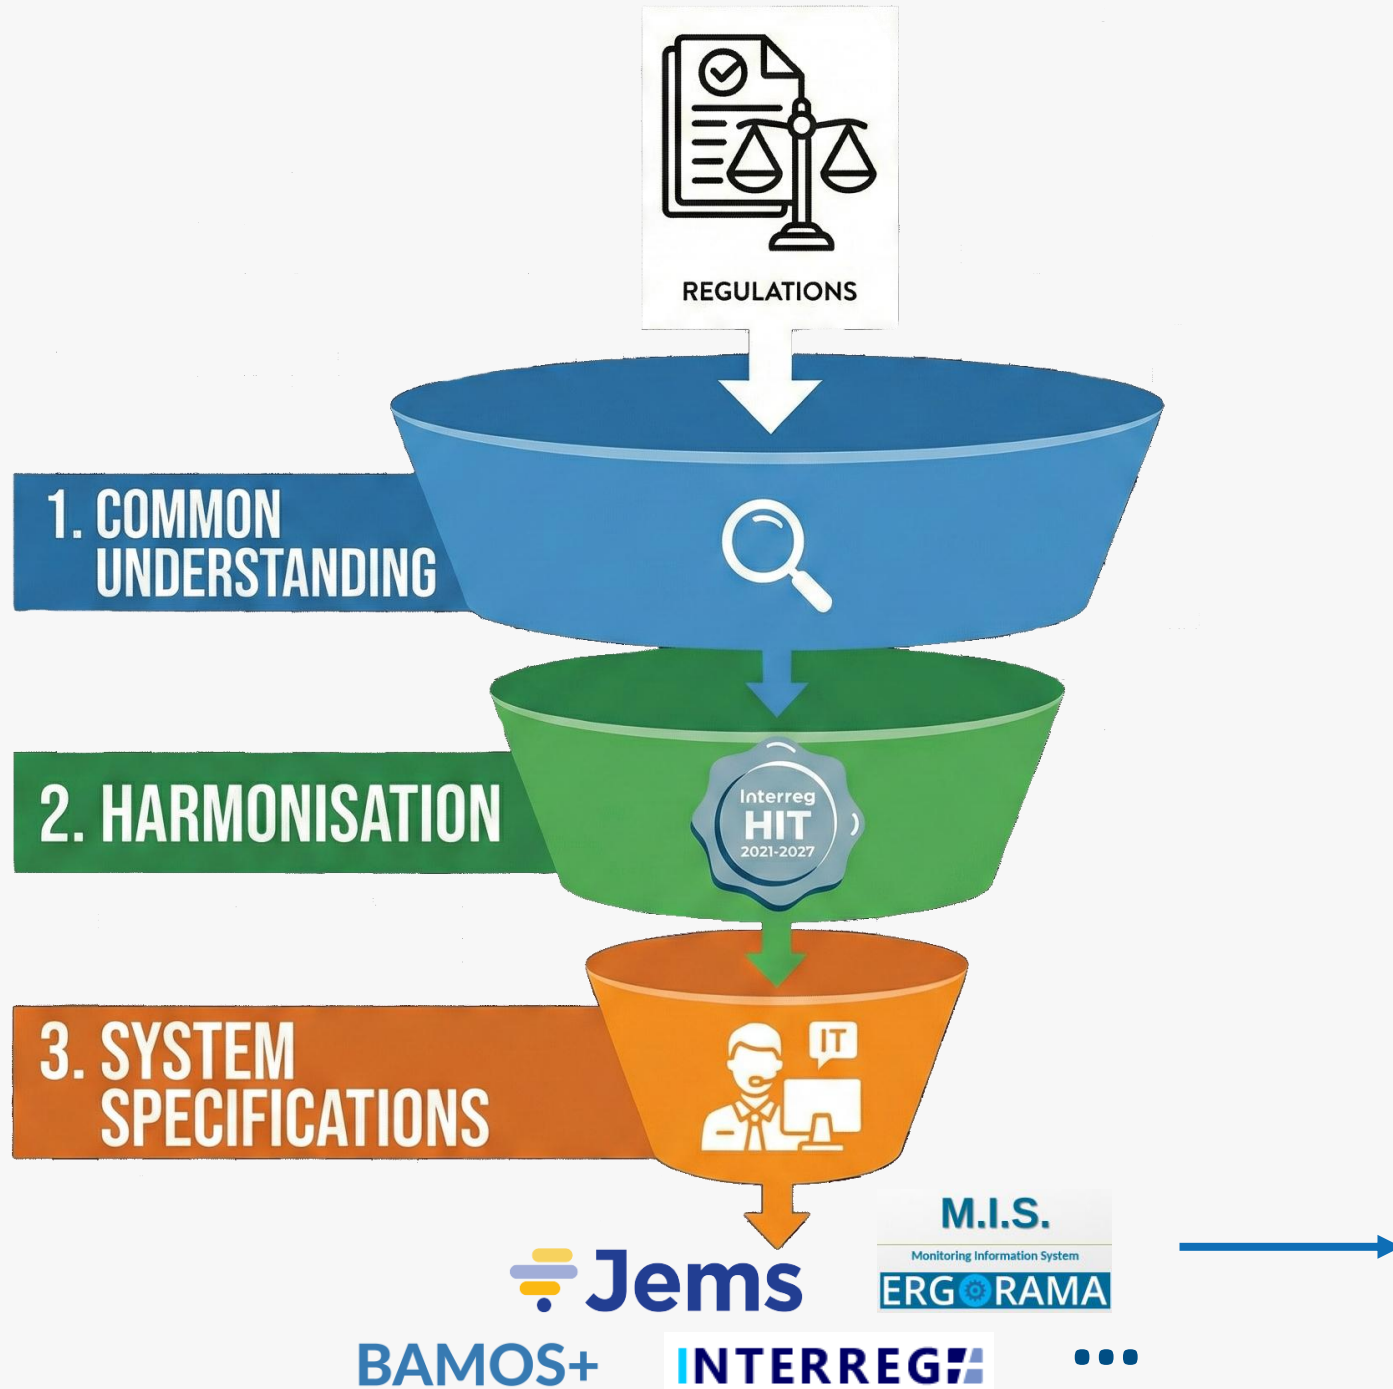 REGULATIONS
1. COMMON
UNDERSTANDING
2. HARMONISATION
Interreg
HIT
2021-2027
3. SYSTEM
SPECIFICATIONS
IT
M.I.S.
Monitoring Information System
ERGORAMA
Jems
BAMOS+
INTERREG
...